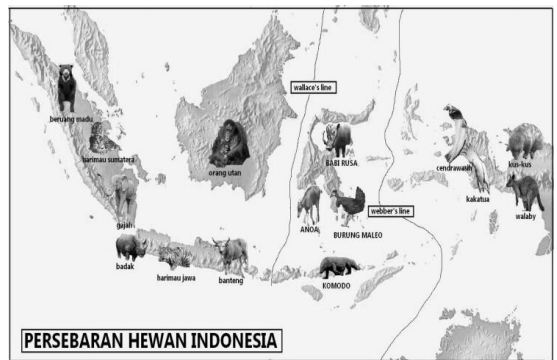 wallace's line
beruang madu
harimau sumatera
orang utan
BABI RUSA
cendrawasih
kus-kus
kakatua
walaby
webber's line
gajah
ANOA
BURUNG MALEO
badak
harimau jawa
banteng
KOMODO
PERSEBARAN HEWAN INDONESIA